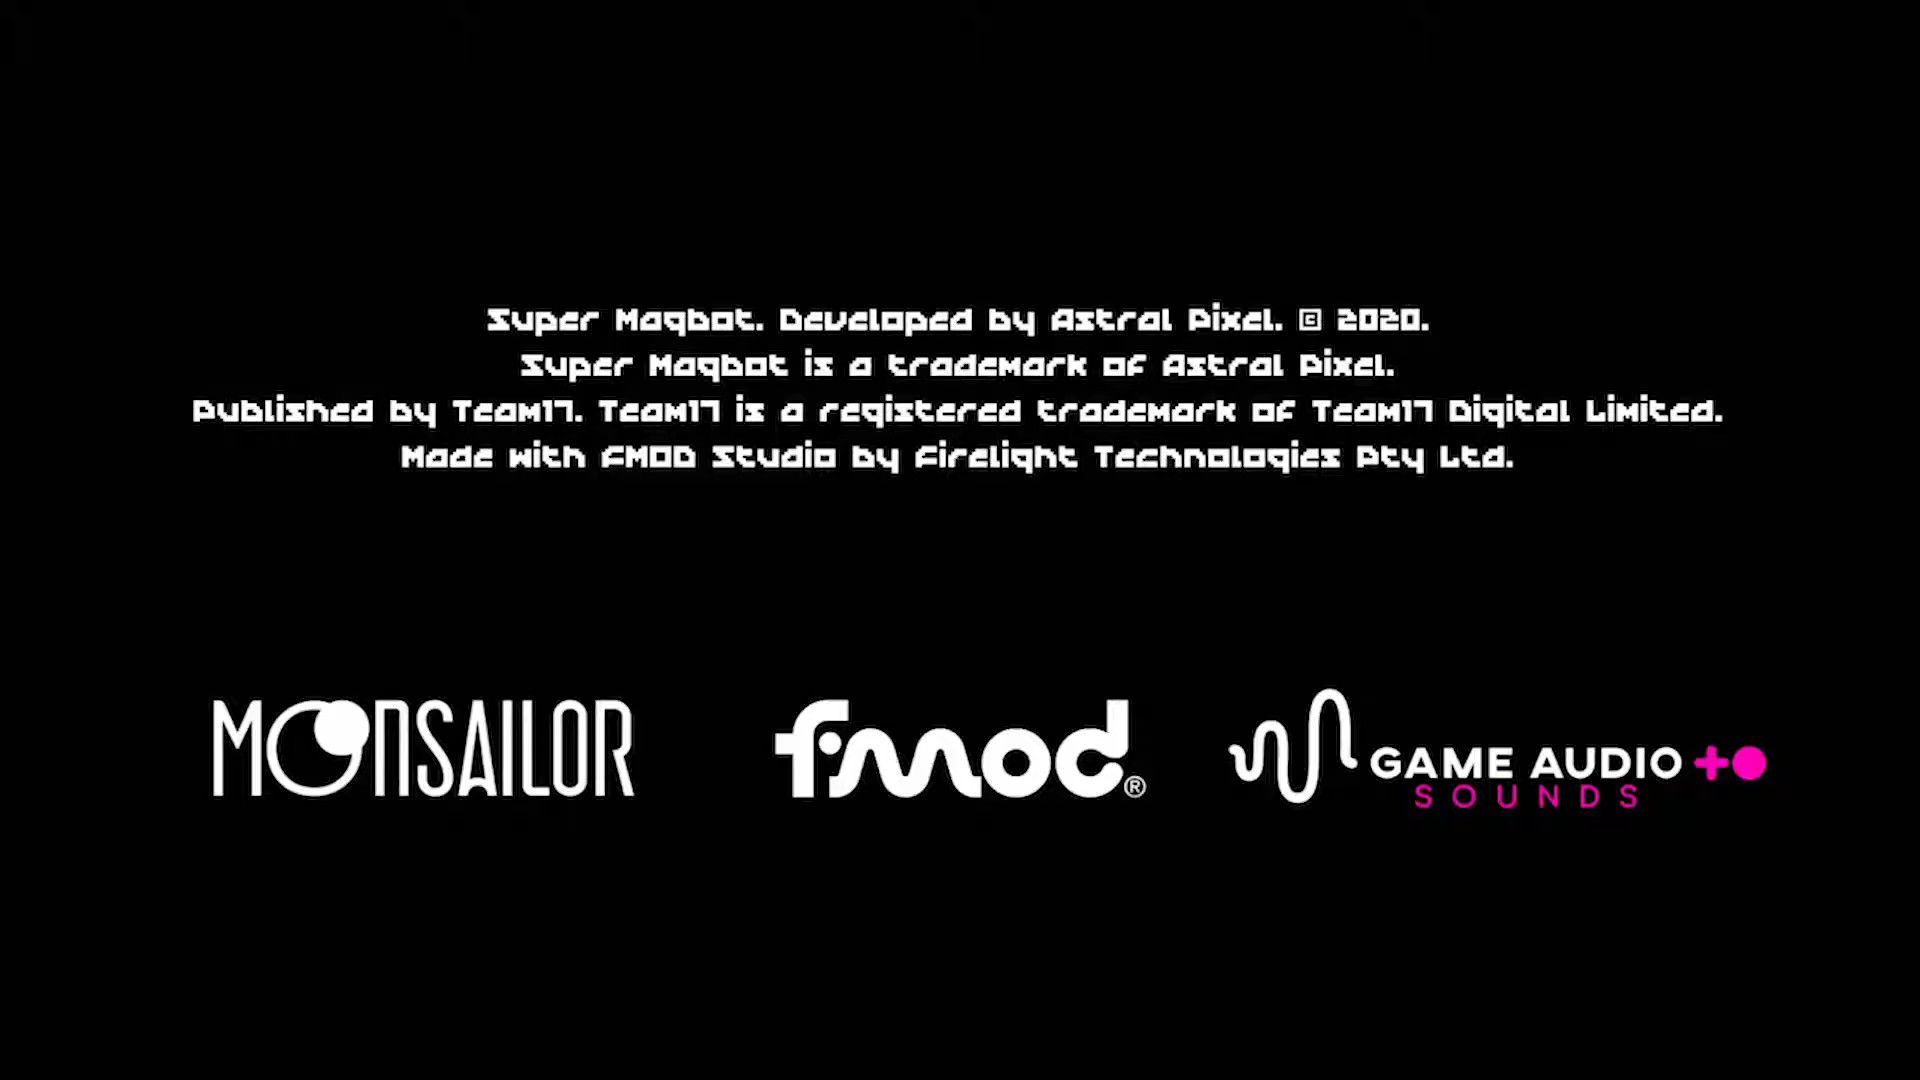 Super Magbot. Developed by Astral Pixel. © 2020.
Super Magbot is a trademark of Astral Pixel.
Published by Team17. Team17 is a registered trademark of Team17 Digital Limited.
Made with FMOD Studio by Firelight Technologies Pty Ltd.
MOONSAILOR
fmod®
GAME AUDIO
SOUNDS